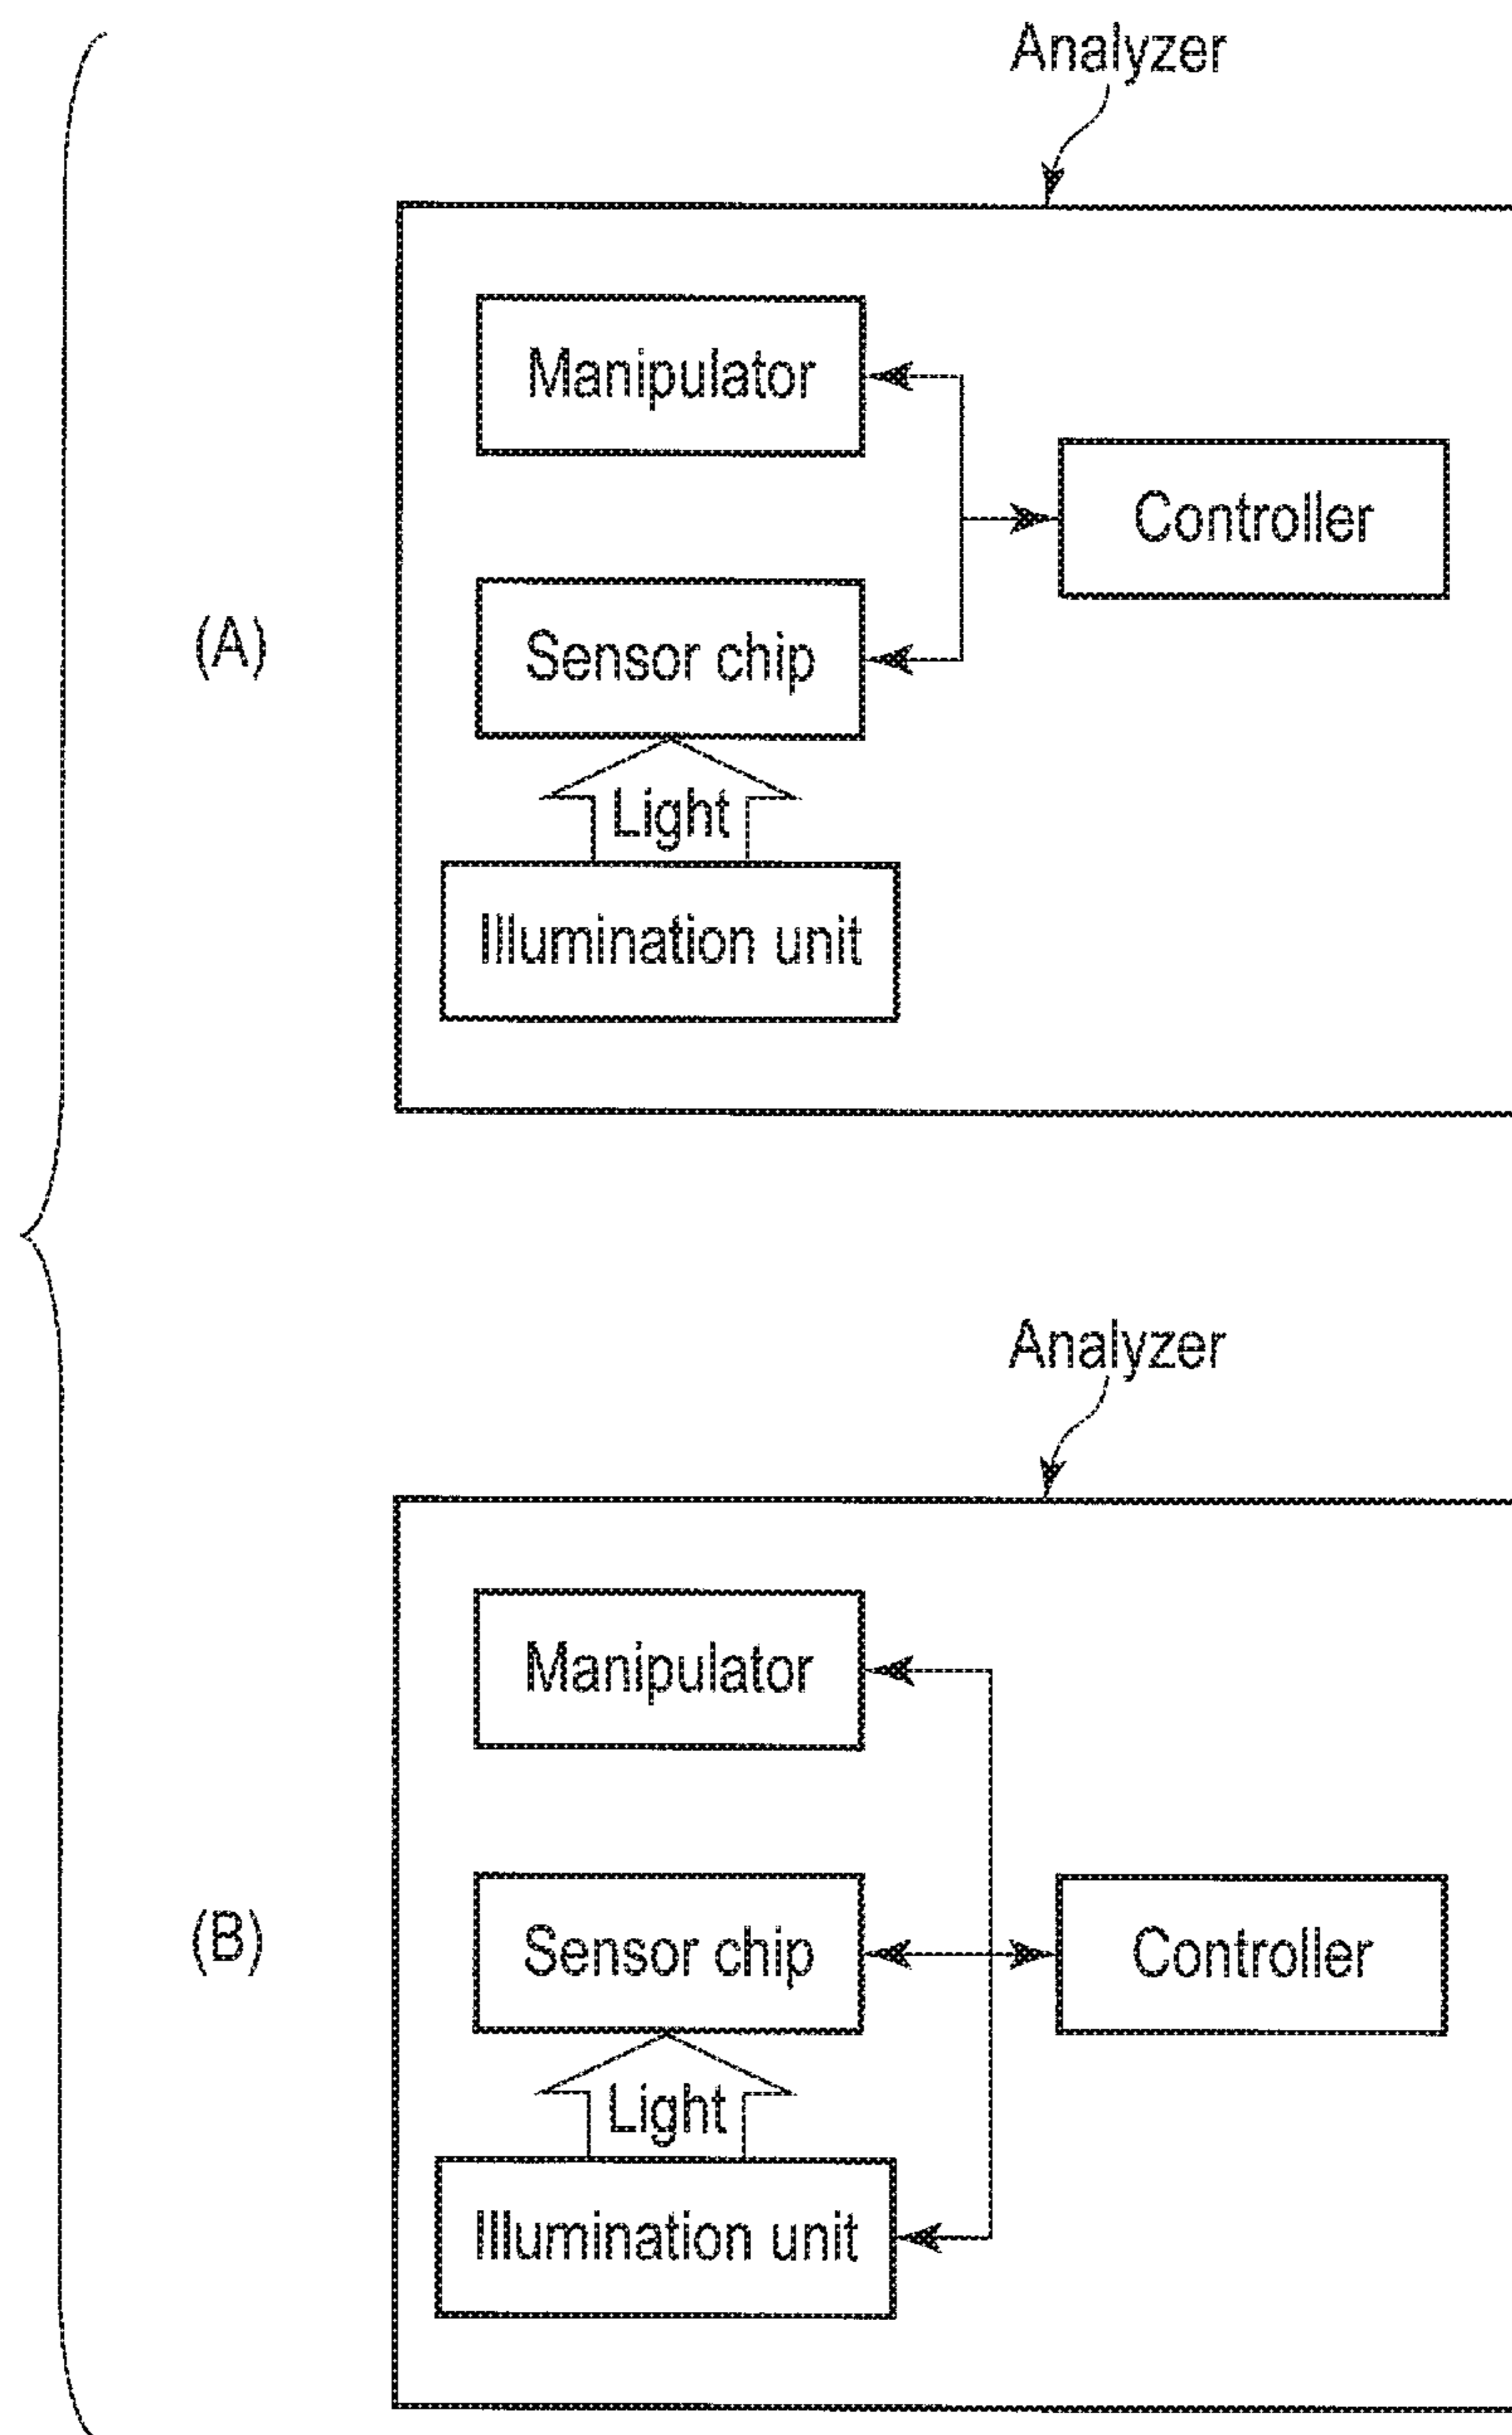 Analyzer
Manipulator
Controller
(A)
Sensor chip
Light
Illumination unit
Analyzer
Manipulator
(B)
Sensor chip
Controller
Light
Illumination unit